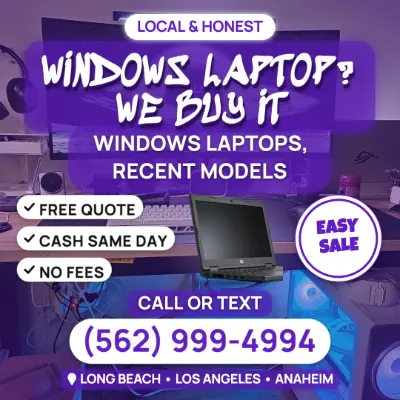 LOCAL & HONEST
WINDOWS LAPTOP?
WE BUY IT
WINDOWS LAPTOPS,
RECENT MODELS
FREE QUOTE
CASH SAME DAY
NO FEES
EASY
SALE
CALL OR TEXT
(562) 999-4994
LONG BEACH • LOS ANGELES • ANAHEIM